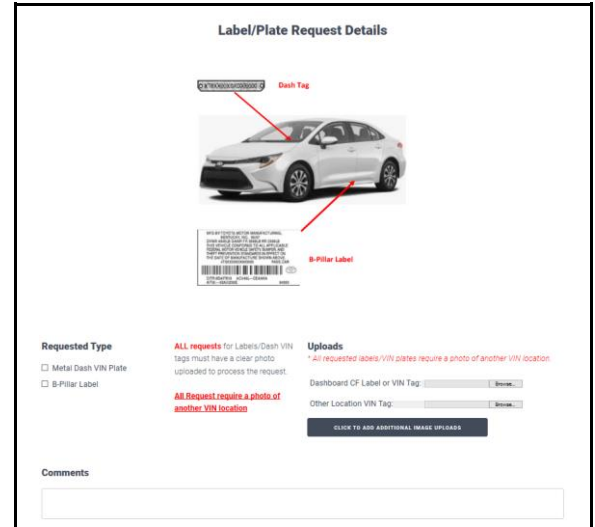 Label/Plate Request Details
Dash Tag
B-Pillar Label
Requested Type
☐ Metal Dash VIN Plate
☐ B-Pillar Label
ALL requests for Labels/Dash VIN
tags must have a clear photo
uploaded to process the request.
All Request require a photo of
another VIN location
Uploads
* All requested labels/VIN plates require a photo of another VIN location
Dashboard CF Label or VIN Tag: Browse...
Other Location VIN Tag: Browse...
CLICK TO ADD ADDITIONAL IMAGE UPLOADS
Comments